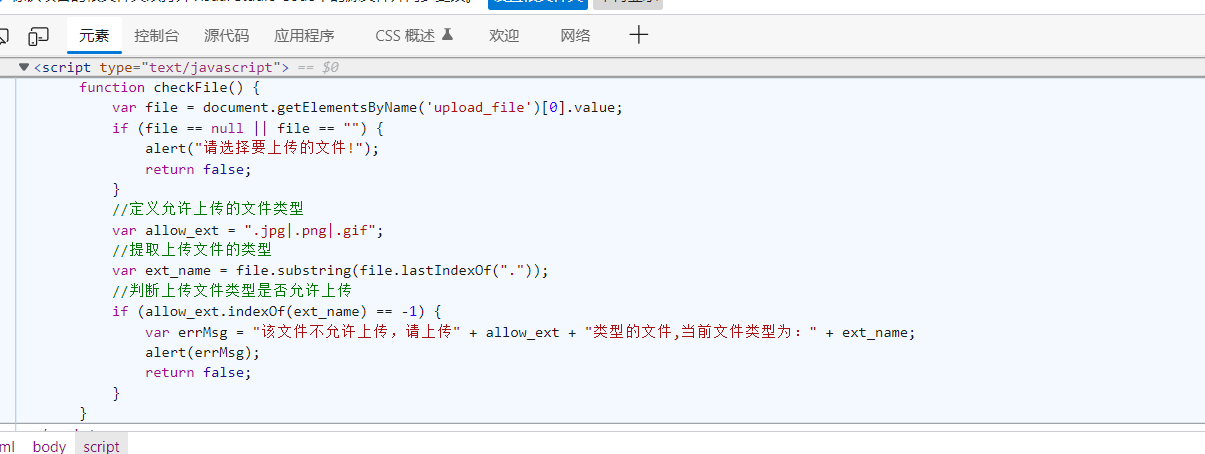 元素 控制台 源代码 应用程序 CSS 概述 欢迎 网络
<script type="text/javascript"> == $0
function checkFile() {
var file = document.getElementsByName('upload_file')[0].value;
if (file == null || file == "") {
alert("请选择要上传的文件!");
return false;
}
//定义允许上传的文件类型
var allow_ext = ".jpg|.png|.gif";
//提取上传文件的类型
var ext_name = file.substring(file.lastIndexOf("."));
//判断上传文件类型是否允许上传
if (allow_ext.indexOf(ext_name) == -1) {
var errMsg = "该文件不允许上传，请上传" + allow_ext + "类型的文件,当前文件类型为：" + ext_name;
alert(errMsg);
return false;
}
}
ml body script